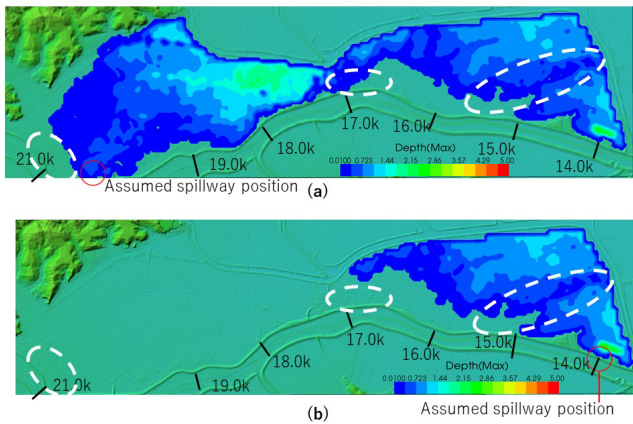 17.0k
16.0k
15.0k
21.0k
19.0k
18.0k
14.0k
Depth(Max)
0.0100 0.723 1.44 2.15 2.86 3.57 4.29 5.00
Assumed spillway position
(a)
17.0k
16.0k
15.0k
18.0k
14.0k
21.0k
19.0k
Depth(Max)
0.0100 0.723 1.44 2.15 2.86 3.57 4.29 5.00
(b)
Assumed spillway position